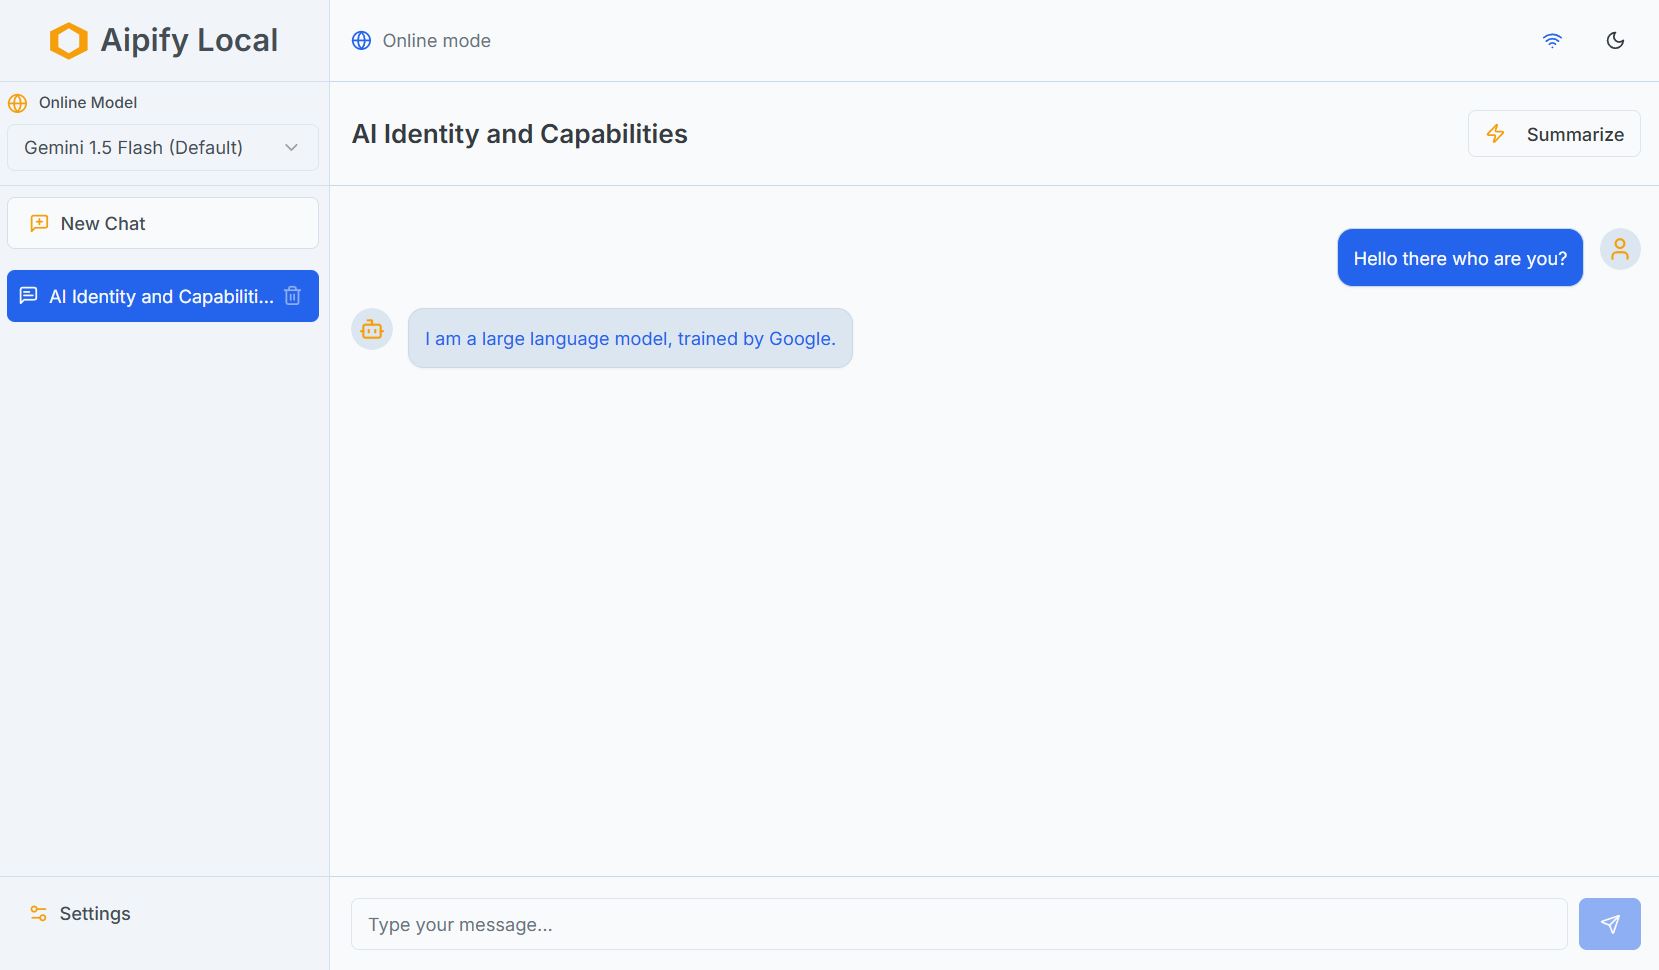 Aipify Local
Online mode
Online Model
Gemini 1.5 Flash (Default)
AI Identity and Capabilities
Summarize
New Chat
AI Identity and Capabiliti...
Hello there who are you?
I am a large language model, trained by Google.
Settings
Type your message...